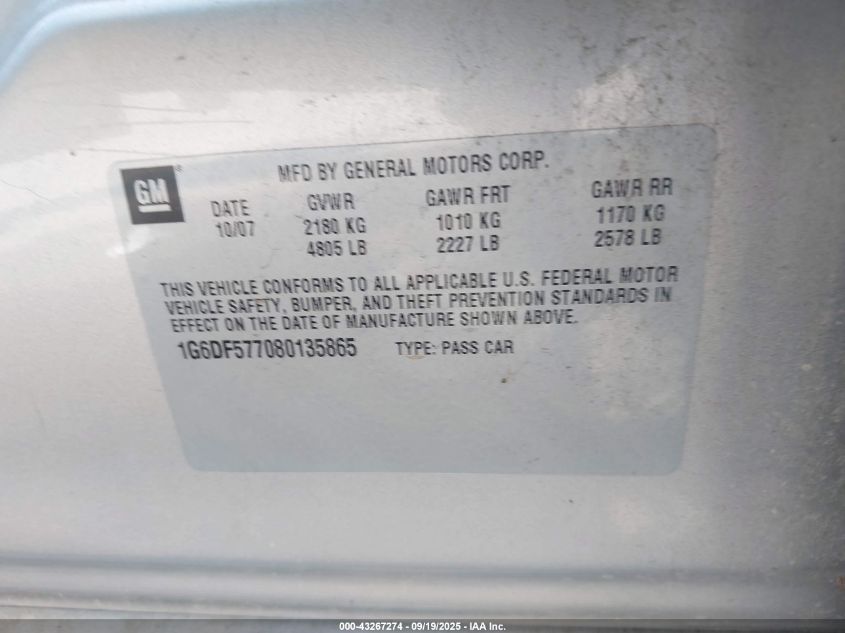 GM®
MFD BY GENERAL MOTORS CORP.
DATE GVWR GAWR FRT GAWR RR
10/07 2180 KG 1010 KG 1170 KG
4805 LB 2227 LB 2578 LB
THIS VEHICLE CONFORMS TO ALL APPLICABLE U.S. FEDERAL MOTOR
VEHICLE SAFETY, BUMPER, AND THEFT PREVENTION STANDARDS IN
EFFECT ON THE DATE OF MANUFACTURE SHOWN ABOVE.
1G6DF577080135865 TYPE: PASS CAR
000-43267274 - 09/19/2025 - IAA Inc.